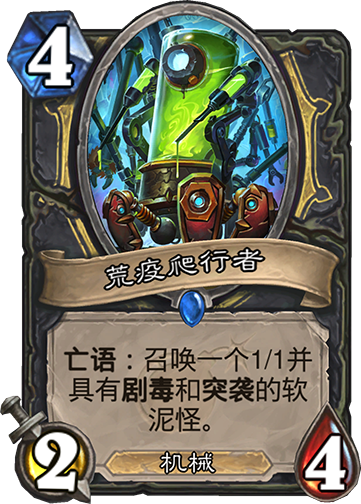 4
荒疫爬行者
亡语：召唤一个1/1并
具有剧毒和突袭的软
泥怪。
2
机械
4